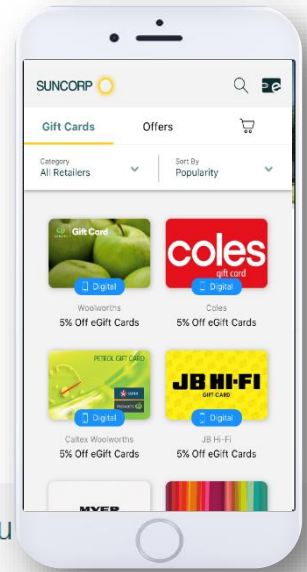 SUNCORP
Gift Cards Offers
Category
All Retailers
Sort By
Popularity
Gift Card
Digital
Woolworths
5% Off eGift Cards
coles
gift card
Digital
Coles
5% Off eGift Cards
PETROL GIFT CARD
Digital
Caltex Woolworths
5% Off eGift Cards
JB HI-FI
GIFT CARD
Digital
JB Hi-Fi
5% Off eGift Cards
MYER